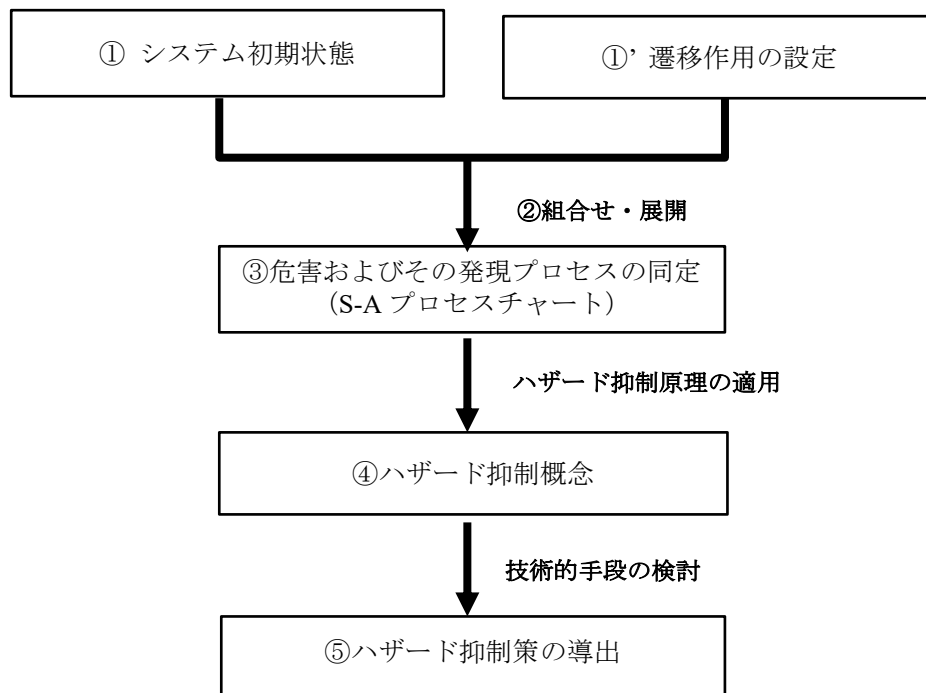 ① システム初期状態
①’ 遷移作用の設定
②組合せ・展開
③危害およびその発現プロセスの同定
（S-A プロセスチャート）
ハザード抑制原理の適用
④ハザード抑制概念
技術的手段の検討
⑤ハザード抑制策の導出